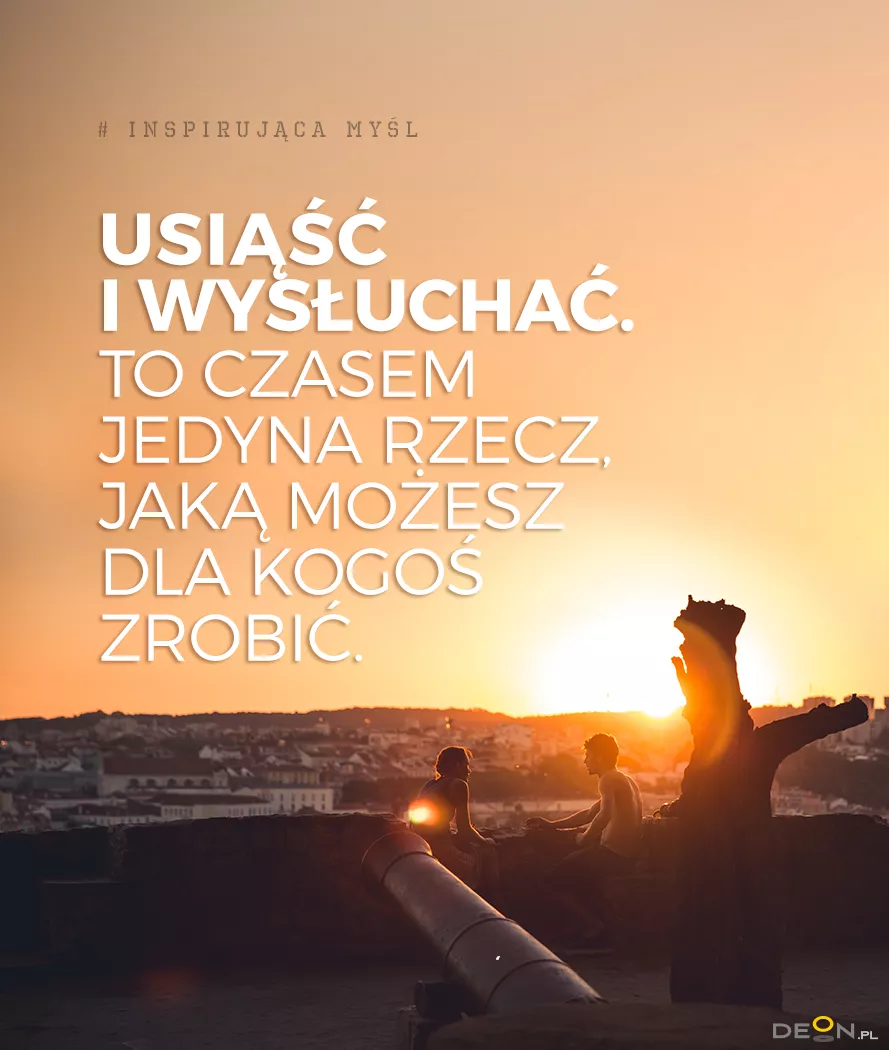 # INSPIRUJĄCA MYŚL
USIĄŚĆ
I WYSŁUCHAĆ.
TO CZASEM
JEDYNA RZECZ,
JAKĄ MOŻESZ
DLA KOGOŚ
ZROBIĆ.
DEON.PL